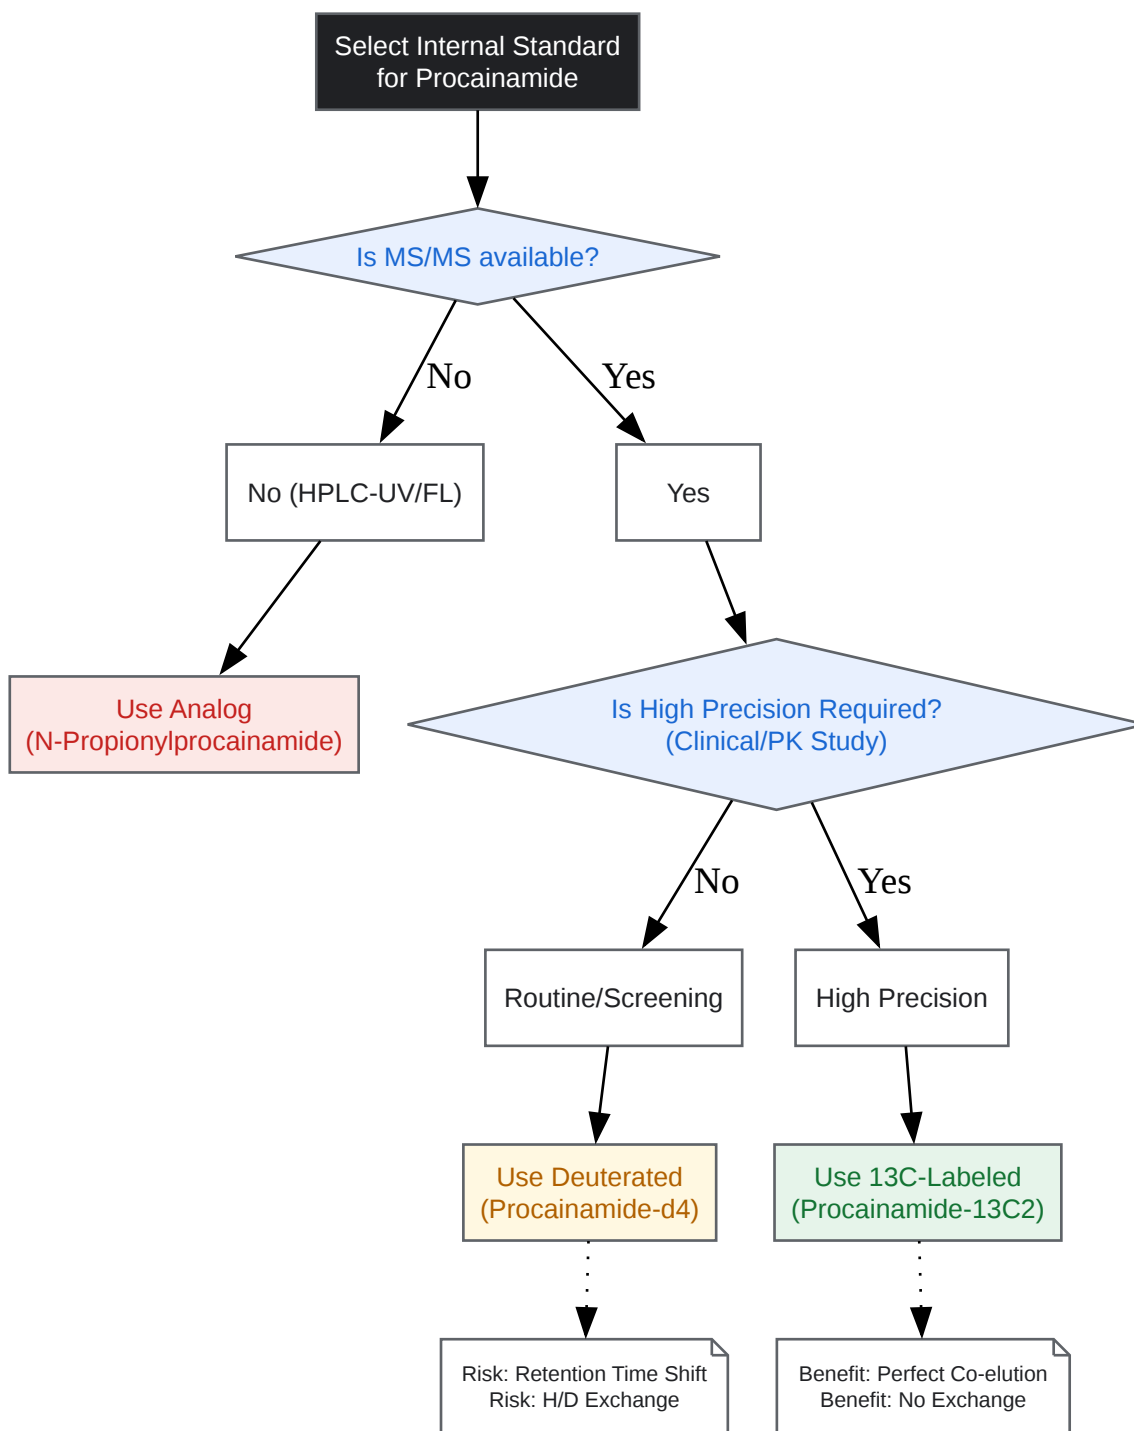 Select Internal Standard
for Procainamide
Is MS/MS available?
No
Yes
No (HPLC-UV/FL)
Yes
Use Analog
(N-Propionylprocainamide)
Is High Precision Required?
(Clinical/PK Study)
No
Yes
Routine/Screening
High Precision
Use Deuterated
(Procainamide-d4)
Use 13C-Labeled
(Procainamide-13C2)
Risk: Retention Time Shift
Risk: H/D Exchange
Benefit: Perfect Co-elution
Benefit: No Exchange